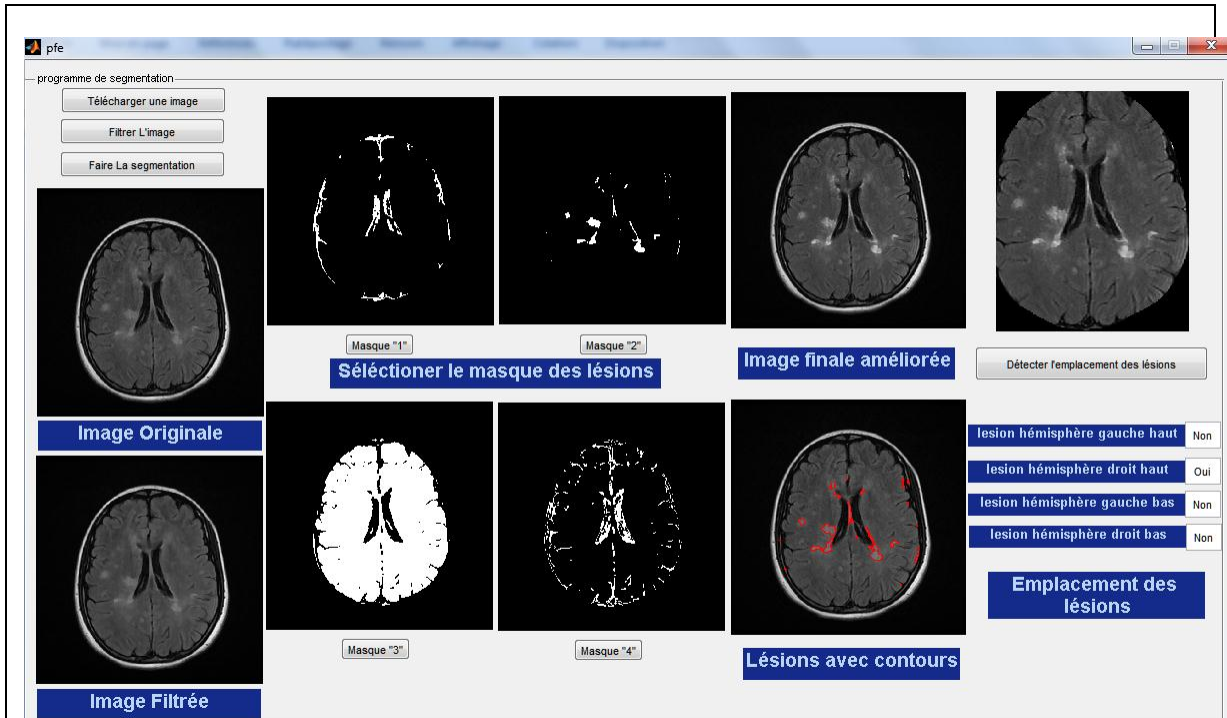 pfe
programme de segmentation
Télécharger une image
Filtrer L'image
Faire La segmentation
Image Originale
Image Filtrée
Masque "1"
Masque "2"
Séléctioner le masque des lésions
Masque "3"
Masque "4"
Image finale améliorée
Lésions avec contours
Détecter l'emplacement des lésions
lesion hémisphère gauche haut Non
lesion hémisphère droit haut Oui
lesion hémisphère gauche bas Non
lesion hémisphère droit bas Non
Emplacement des
lésions